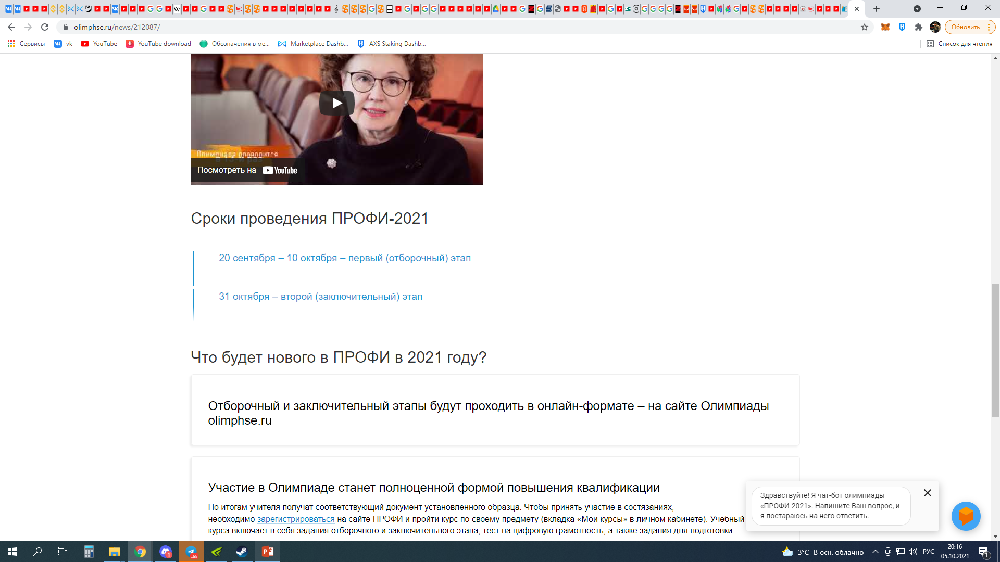 olimphse.ru/news/212087/
Обновить
Сервисы
vk
YouTube
YouTube download
Обозначения в ме...
Marketplace Dashb...
AXS Staking Dashb...
Список для чтения
Олимпиада проводится
в 15-й раз
Посмотреть на YouTube
Сроки проведения ПРОФИ-2021
20 сентября – 10 октября – первый (отборочный) этап
31 октября – второй (заключительный) этап
Что будет нового в ПРОФИ в 2021 году?
Отборочный и заключительный этапы будут проходить в онлайн-формате – на сайте Олимпиады
olimphse.ru
Участие в Олимпиаде станет полноценной формой повышения квалификации
По итогам учителя получат соответствующий документ установленного образца. Чтобы принять участие в состязаниях,
необходимо зарегистрироваться на сайте ПРОФИ и пройти курс по своему предмету (вкладка «Мои курсы» в личном кабинете). Учебный
курса включает в себя задания отборочного и заключительного этапа, тест на цифровую грамотность, а также задания для подготовки.
Здравствуйте! Я чат-бот олимпиады
«ПРОФИ-2021». Напишите Ваш вопрос, и
я постараюсь на него ответить.
1
68
3°C В осн. облачно
РУС
20:16
05.10.2021
1